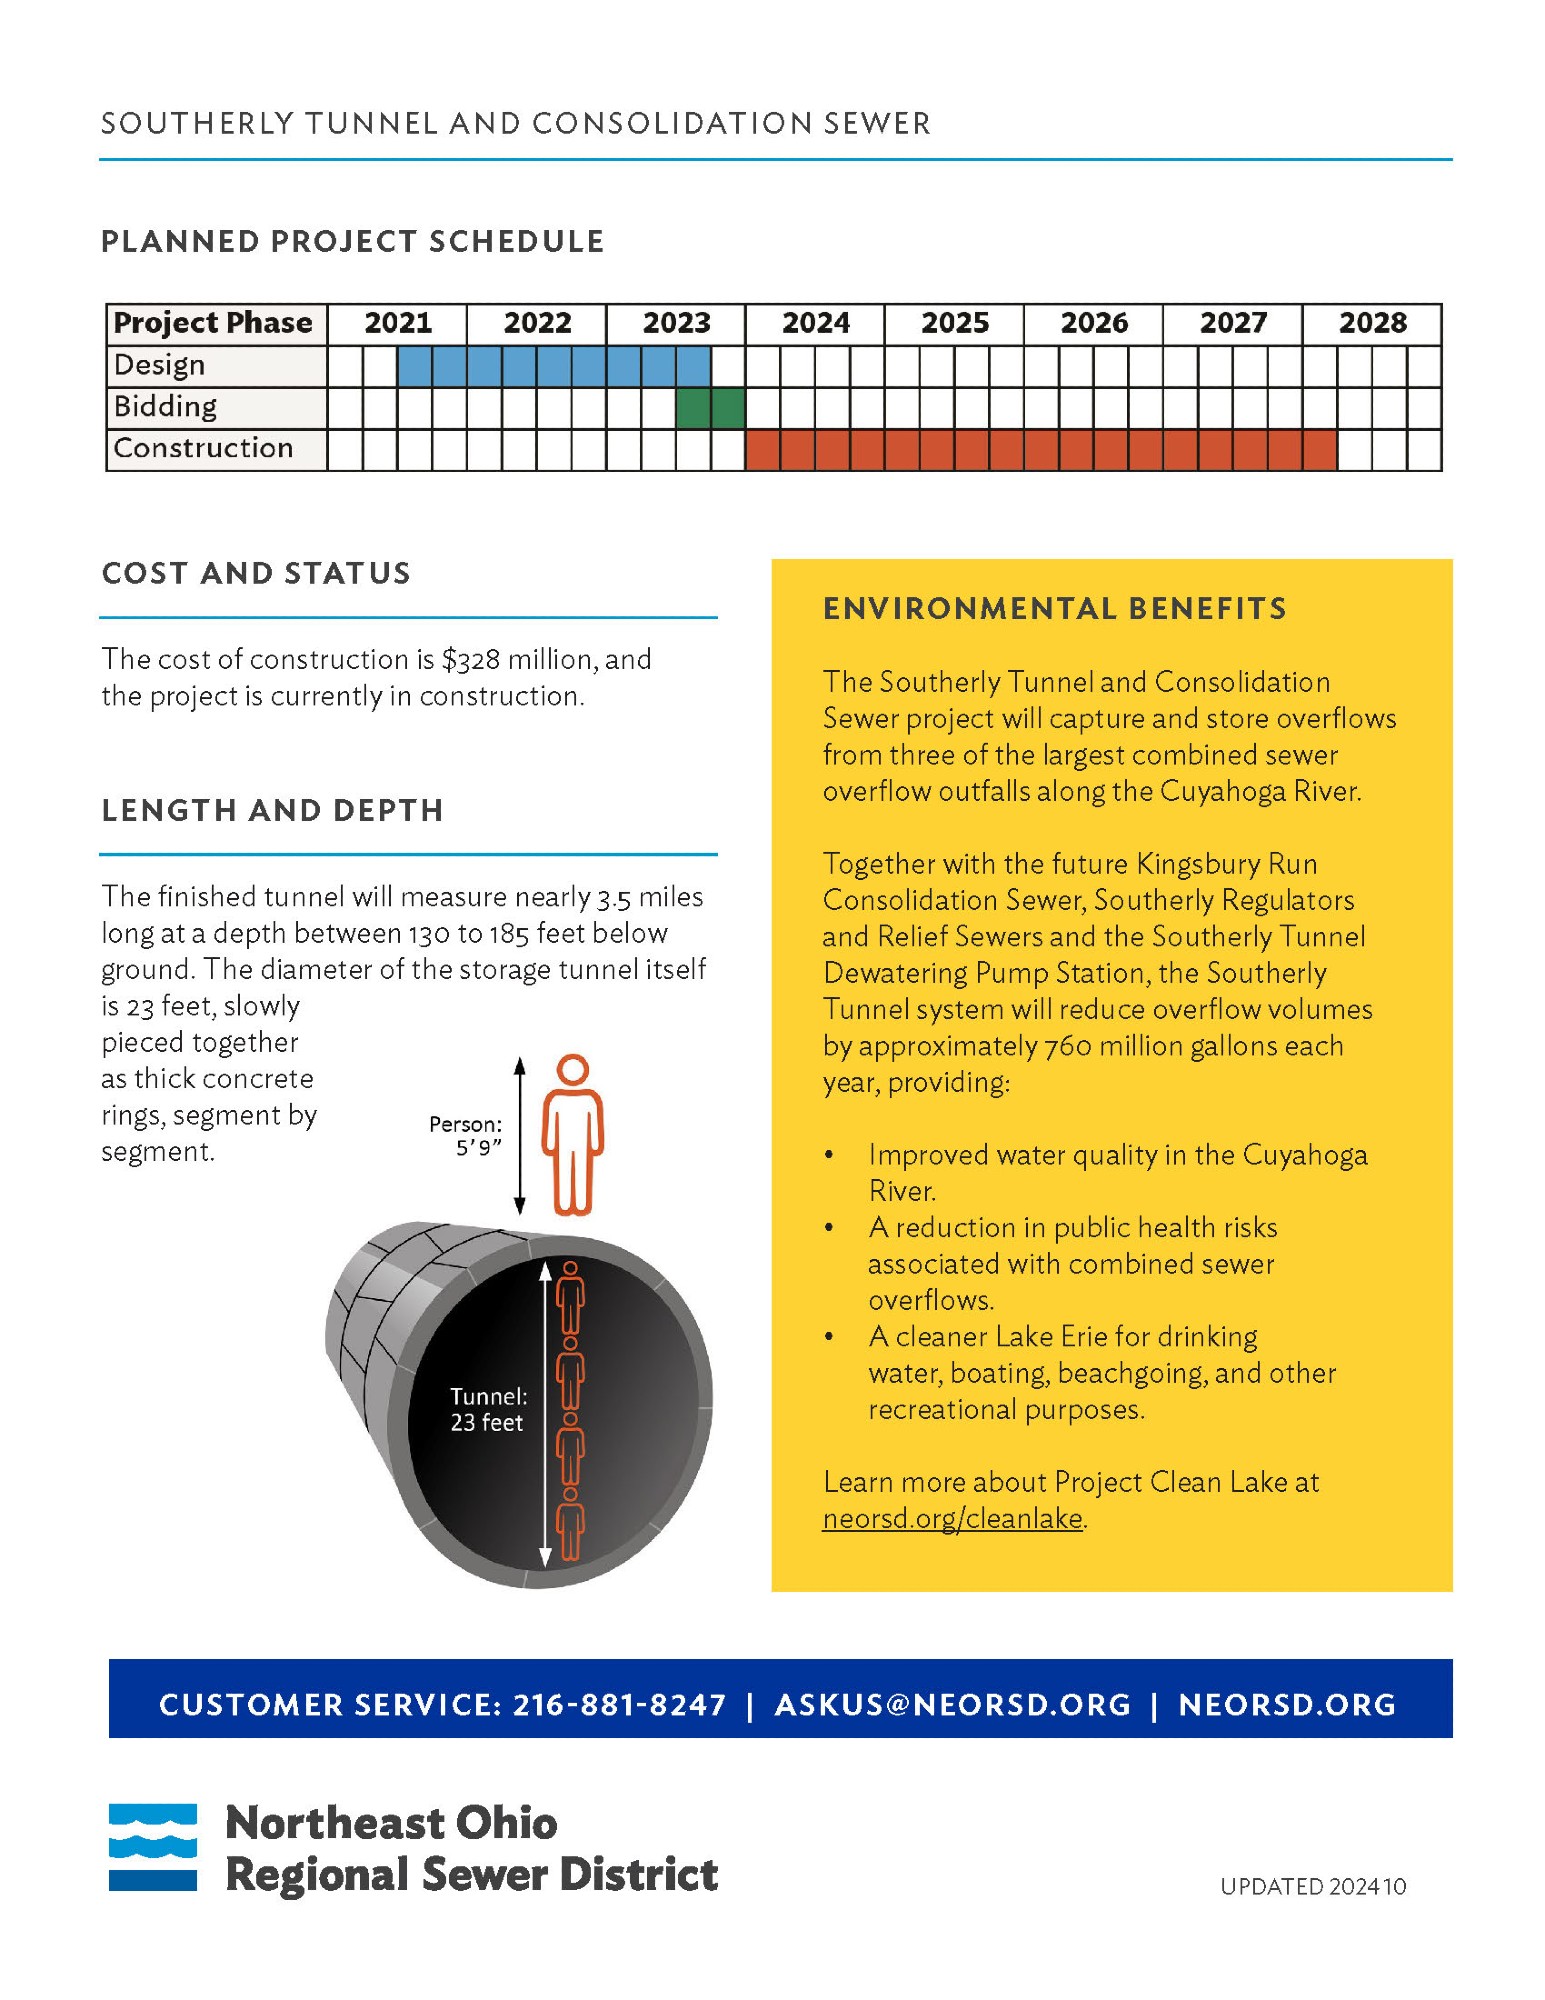 SOUTHERLY TUNNEL AND CONSOLIDATION SEWER
PLANNED PROJECT SCHEDULE
Project Phase 2021 2022 2023 2024 2025 2026 2027 2028
Design
Bidding
Construction
COST AND STATUS
The cost of construction is $328 million, and
the project is currently in construction.
LENGTH AND DEPTH
The finished tunnel will measure nearly 3.5 miles
long at a depth between 130 to 185 feet below
ground. The diameter of the storage tunnel itself
is 23 feet, slowly
pieced together
as thick concrete
rings, segment by
segment.
Person:
5'9”
Tunnel:
23 feet
ENVIRONMENTAL BENEFITS
The Southerly Tunnel and Consolidation
Sewer project will capture and store overflows
from three of the largest combined sewer
overflow outfalls along the Cuyahoga River.
Together with the future Kingsbury Run
Consolidation Sewer, Southerly Regulators
and Relief Sewers and the Southerly Tunnel
Dewatering Pump Station, the Southerly
Tunnel system will reduce overflow volumes
by approximately 760 million gallons each
year, providing:
• Improved water quality in the Cuyahoga
River.
• A reduction in public health risks
associated with combined sewer
overflows.
• A cleaner Lake Erie for drinking
water, boating, beachgoing, and other
recreational purposes.
Learn more about Project Clean Lake at
neorsd.org/cleanlake.
CUSTOMER SERVICE: 216-881-8247 | ASKUS@NEORSD.ORG | NEORSD.ORG
Northeast Ohio
Regional Sewer District
UPDATED 202410